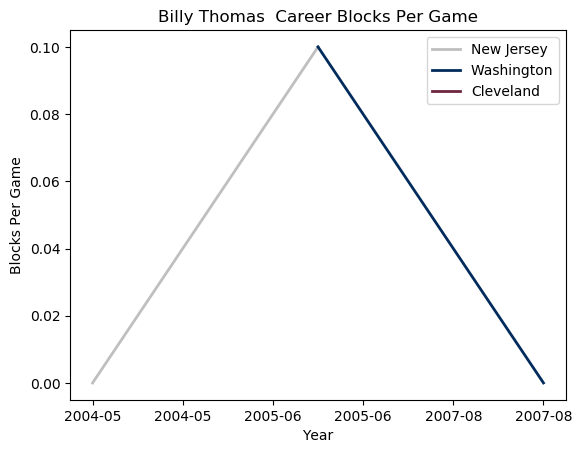 Billy Thomas  Career Blocks Per Game
New Jersey
Washington
Cleveland
Blocks Per Game
0.10
0.08
0.06
0.04
0.02
0.00
2004-05 2004-05 2005-06 2005-06 2007-08 2007-08
Year